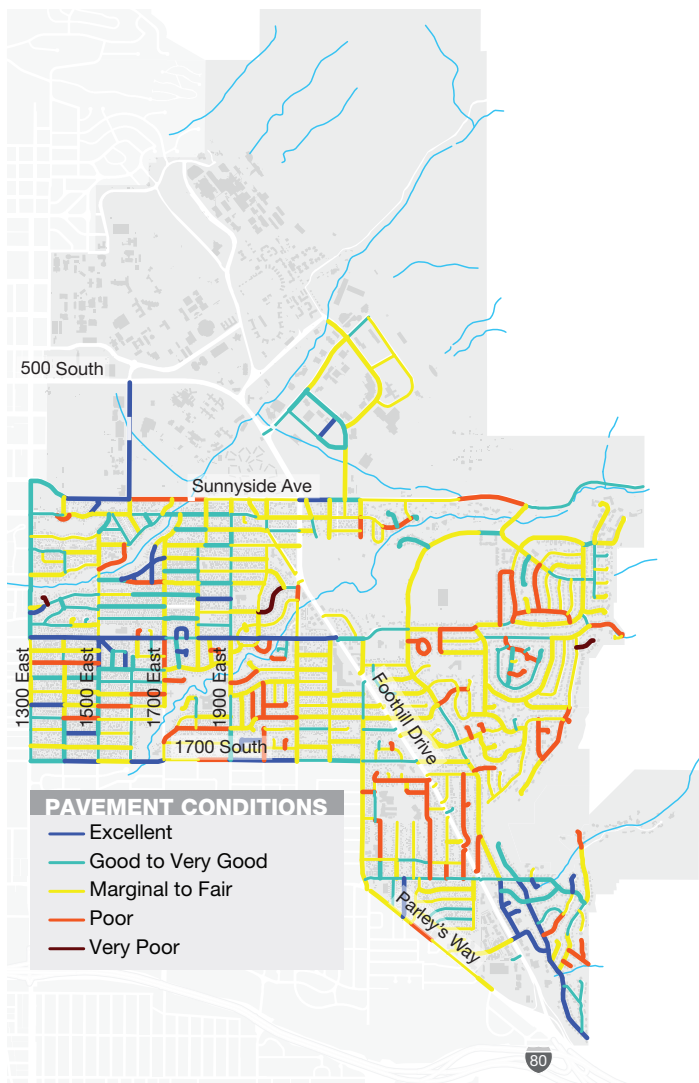 500 South
Sunnyside Ave
1300 East
1500 East
1700 East
1900 East
Foothill Drive
1700 South
PAVEMENT CONDITIONS
Excellent
Good to Very Good
Marginal to Fair
Poor
Very Poor
Parley's Way
80